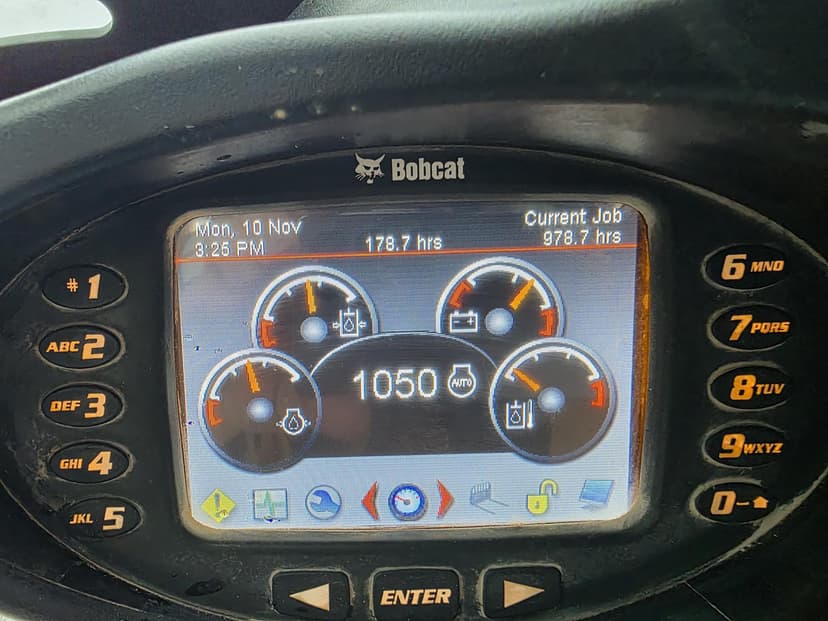 Bobcat
Mon, 10 Nov
3:25 PM
178.7 hrs
Current Job
978.7 hrs
1050 AUTO
# 1
ABC 2
DEF 3
GHI 4
JKL 5
6 MNO
7 PQRS
8 TUV
9 WXYZ
0
ENTER